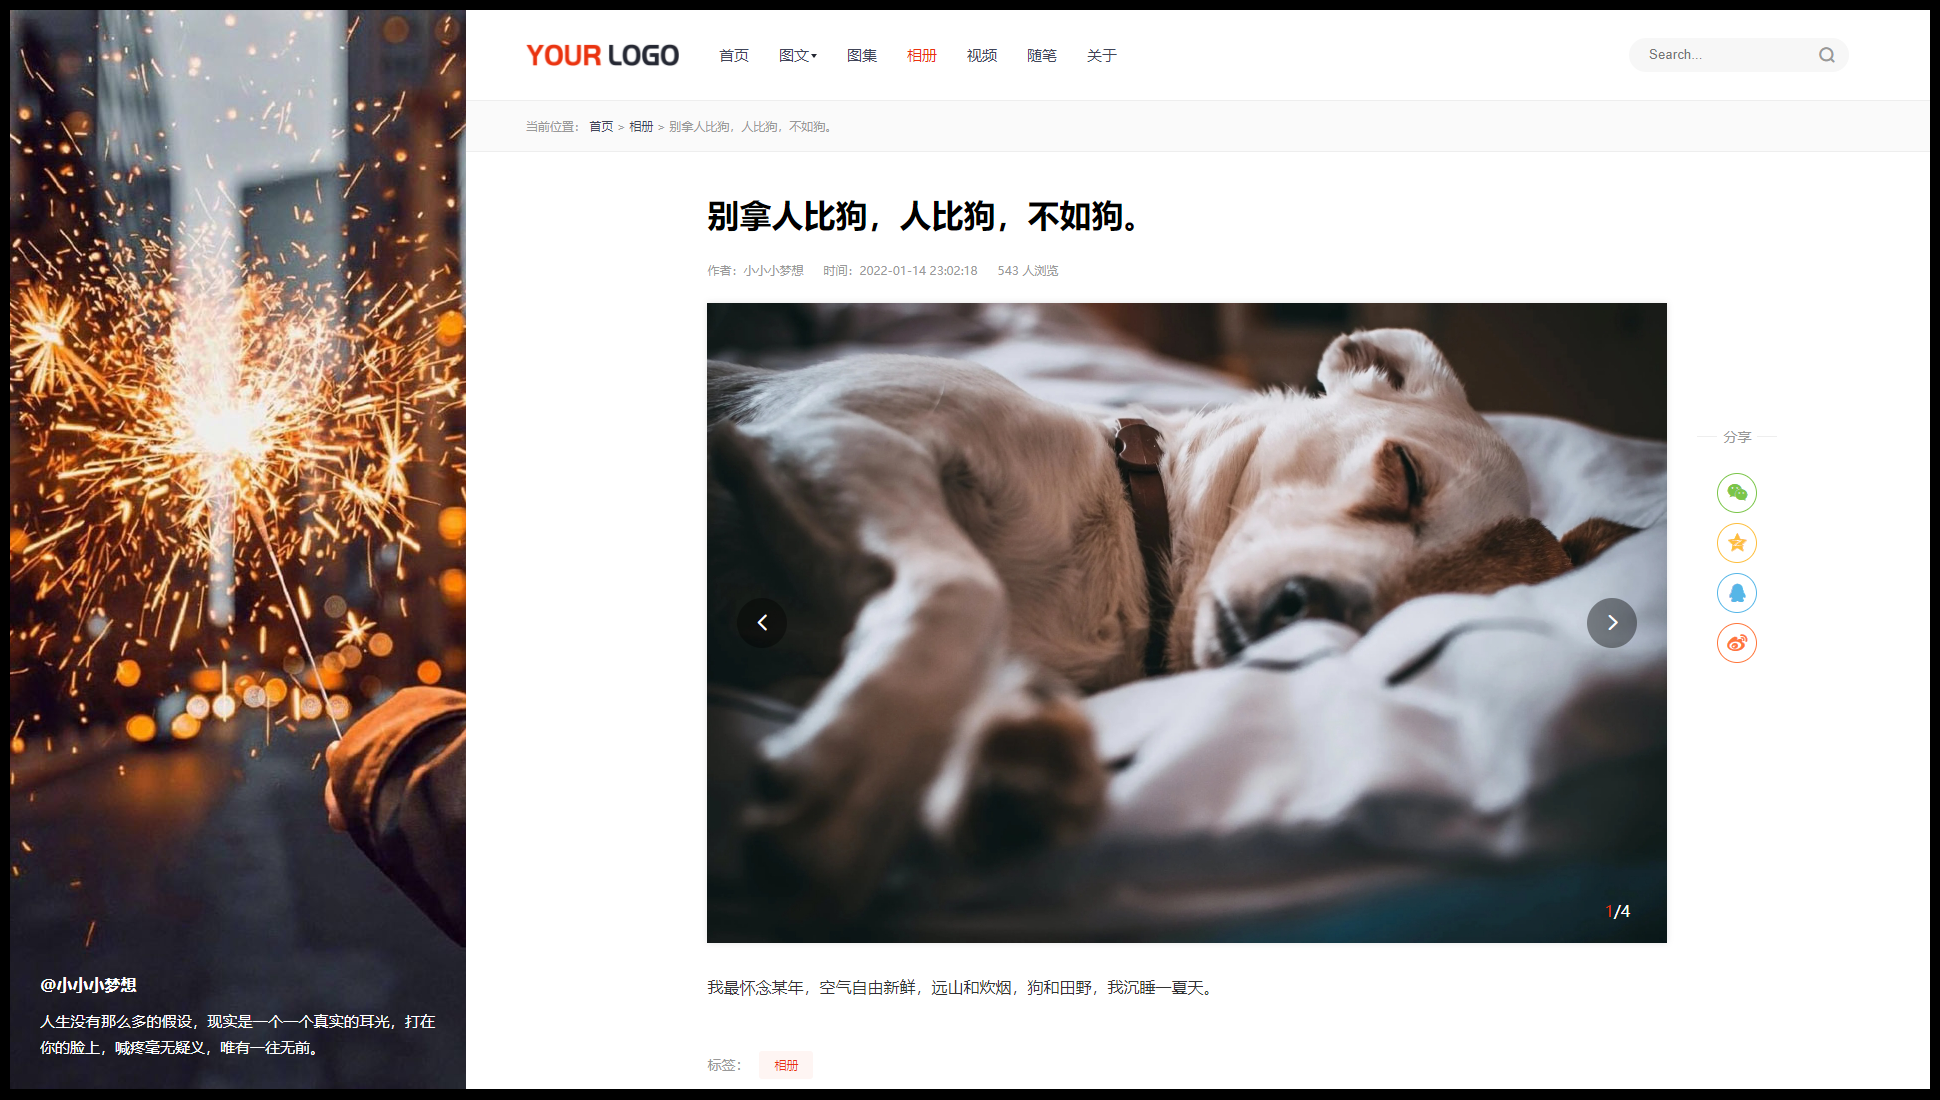 YOUR LOGO
首页 图文 图集 相册 视频 随笔 关于
Search...
当前位置： 首页 > 相册 > 别拿人比狗，人比狗，不如狗。
别拿人比狗，人比狗，不如狗。
作者：小小小梦想 时间：2022-01-14 23:02:18 543 人浏览
分享
1/4
我最怀念某年，空气自由新鲜，远山和炊烟，狗和田野，我沉睡一夏天。
标签： 相册
@小小小梦想
人生没有那么多的假设，现实是一个一个真实的耳光，打在
你的脸上，喊疼毫无疑义，唯有一往无前。